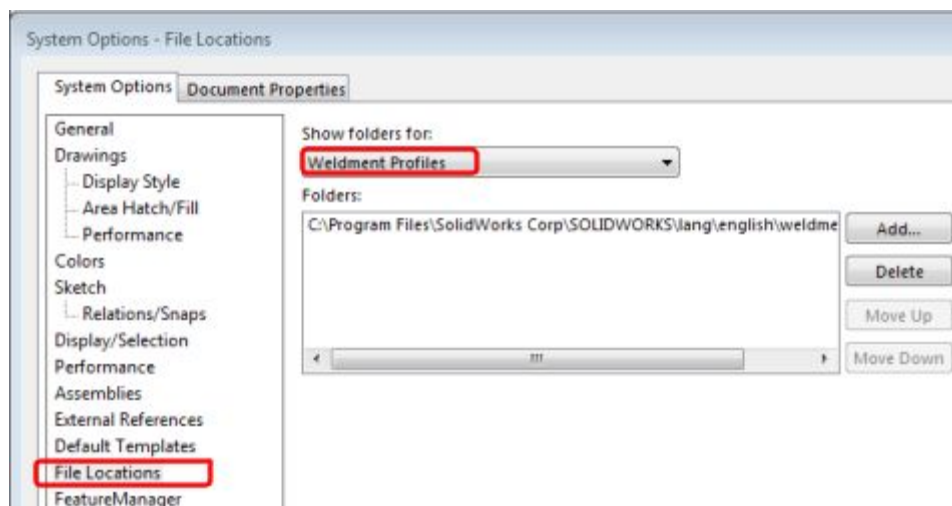 System Options - File Locations
System Options Document Properties
General
Drawings
Display Style
Area Hatch/Fill
Performance
Colors
Sketch
Relations/Snaps
Display/Selection
Performance
Assemblies
External References
Default Templates
File Locations
FeatureManager
Show folders for:
Weldment Profiles
Folders:
C:\Program Files\SolidWorks Corp\SOLIDWORKS\lang\english\weldme
Add...
Delete
Move Up
Move Down